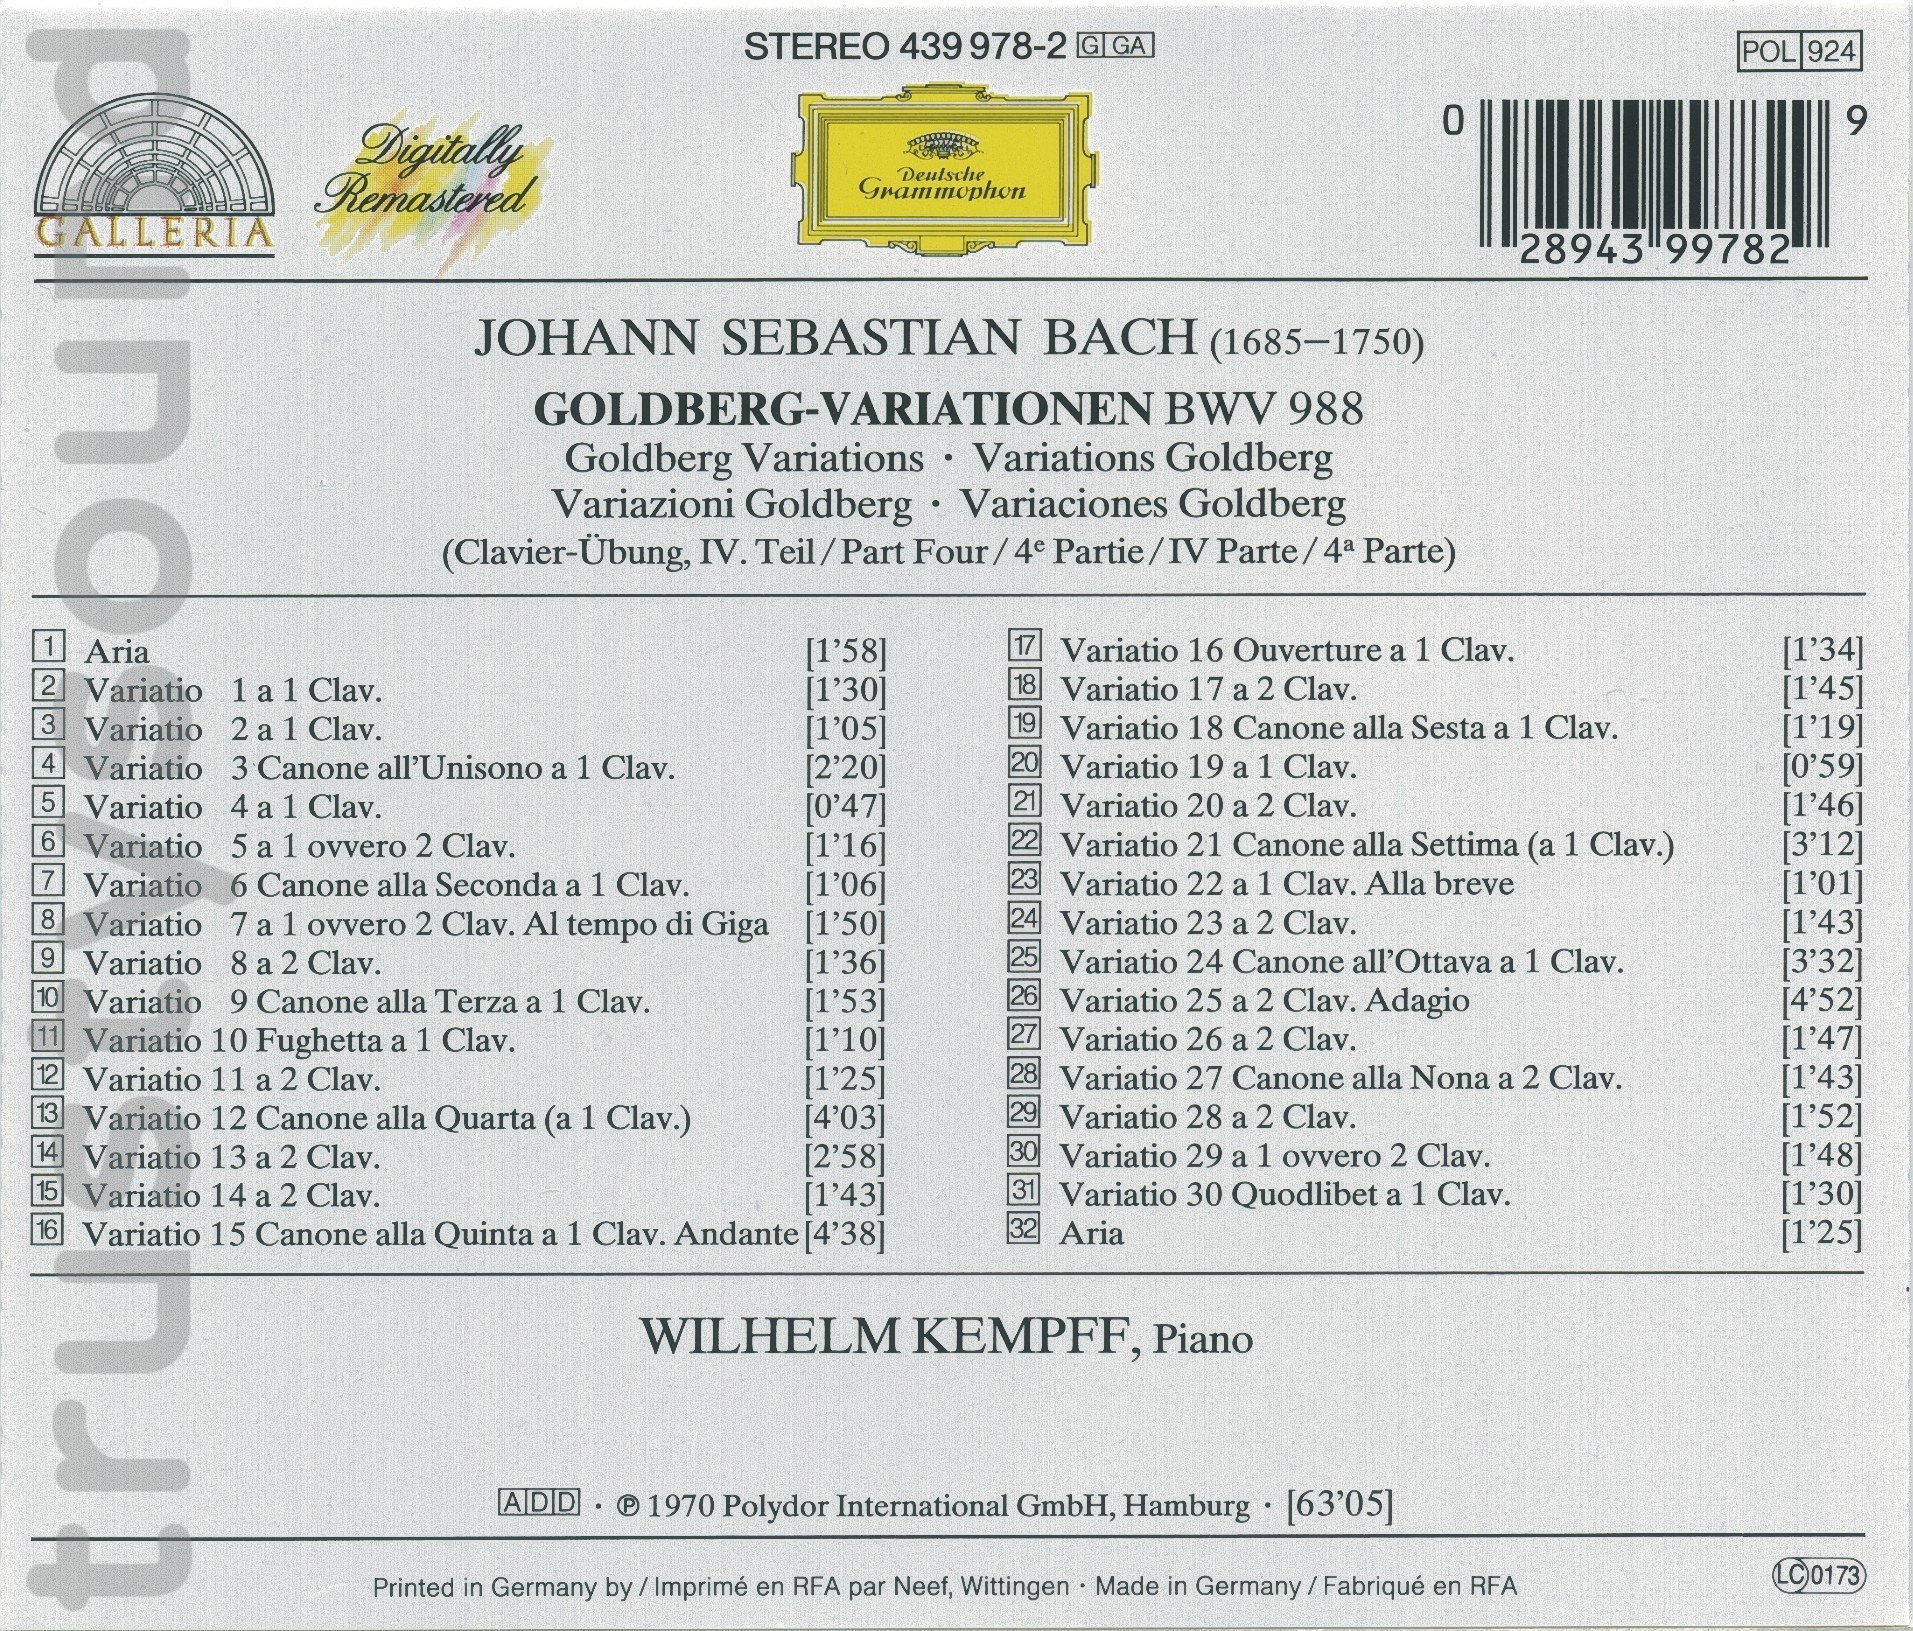 STEREO 439 978-2 G GA
POL 924
GALLERIA
Digitally
Remastered
Deutsche
Grammophon
0 28943 99782 9
JOHANN SEBASTIAN BACH (1685–1750)
GOLDBERG-VARIATIONEN BWV 988
Goldberg Variations · Variations Goldberg
Variazioni Goldberg · Variaciones Goldberg
(Clavier-Übung, IV. Teil / Part Four / 4e Partie / IV Parte / 4a Parte)
1 Aria [1’58]
2 Variatio 1 a 1 Clav. [1’30]
3 Variatio 2 a 1 Clav. [1’05]
4 Variatio 3 Canone all’Unisono a 1 Clav. [2’20]
5 Variatio 4 a 1 Clav. [0’47]
6 Variatio 5 a 1 ovvero 2 Clav. [1’16]
7 Variatio 6 Canone alla Seconda a 1 Clav. [1’06]
8 Variatio 7 a 1 ovvero 2 Clav. Al tempo di Giga [1’50]
9 Variatio 8 a 2 Clav. [1’36]
10 Variatio 9 Canone alla Terza a 1 Clav. [1’53]
11 Variatio 10 Fughetta a 1 Clav. [1’10]
12 Variatio 11 a 2 Clav. [1’25]
13 Variatio 12 Canone alla Quarta (a 1 Clav.) [4’03]
14 Variatio 13 a 2 Clav. [2’58]
15 Variatio 14 a 2 Clav. [1’43]
16 Variatio 15 Canone alla Quinta a 1 Clav. Andante [4’38]
17 Variatio 16 Ouverture a 1 Clav. [1’34]
18 Variatio 17 a 2 Clav. [1’45]
19 Variatio 18 Canone alla Sesta a 1 Clav. [1’19]
20 Variatio 19 a 1 Clav. [0’59]
21 Variatio 20 a 2 Clav. [1’46]
22 Variatio 21 Canone alla Settima (a 1 Clav.) [3’12]
23 Variatio 22 a 1 Clav. Alla breve [1’01]
24 Variatio 23 a 2 Clav. [1’43]
25 Variatio 24 Canone all’Ottava a 1 Clav. [3’32]
26 Variatio 25 a 2 Clav. Adagio [4’52]
27 Variatio 26 a 2 Clav. [1’47]
28 Variatio 27 Canone alla Nona a 2 Clav. [1’43]
29 Variatio 28 a 2 Clav. [1’52]
30 Variatio 29 a 1 ovvero 2 Clav. [1’48]
31 Variatio 30 Quodlibet a 1 Clav. [1’30]
32 Aria [1’25]
WILHELM KEMPFF, Piano
ADD · ℗ 1970 Polydor International GmbH, Hamburg · [63’05]
Printed in Germany by / Imprimé en RFA par Neef, Wittingen · Made in Germany / Fabriqué en RFA
LC 0173
trustysound